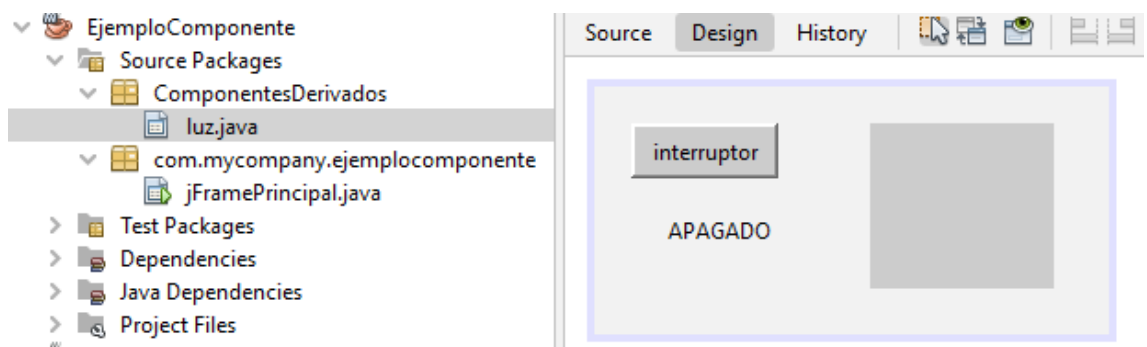 EjemploComponente
Source Packages
ComponentesDerivados
luz.java
com.mycompany.ejemplocomponente
jFramePrincipal.java
Test Packages
Dependencies
Java Dependencies
Project Files
Source Design History
interruptor
APAGADO